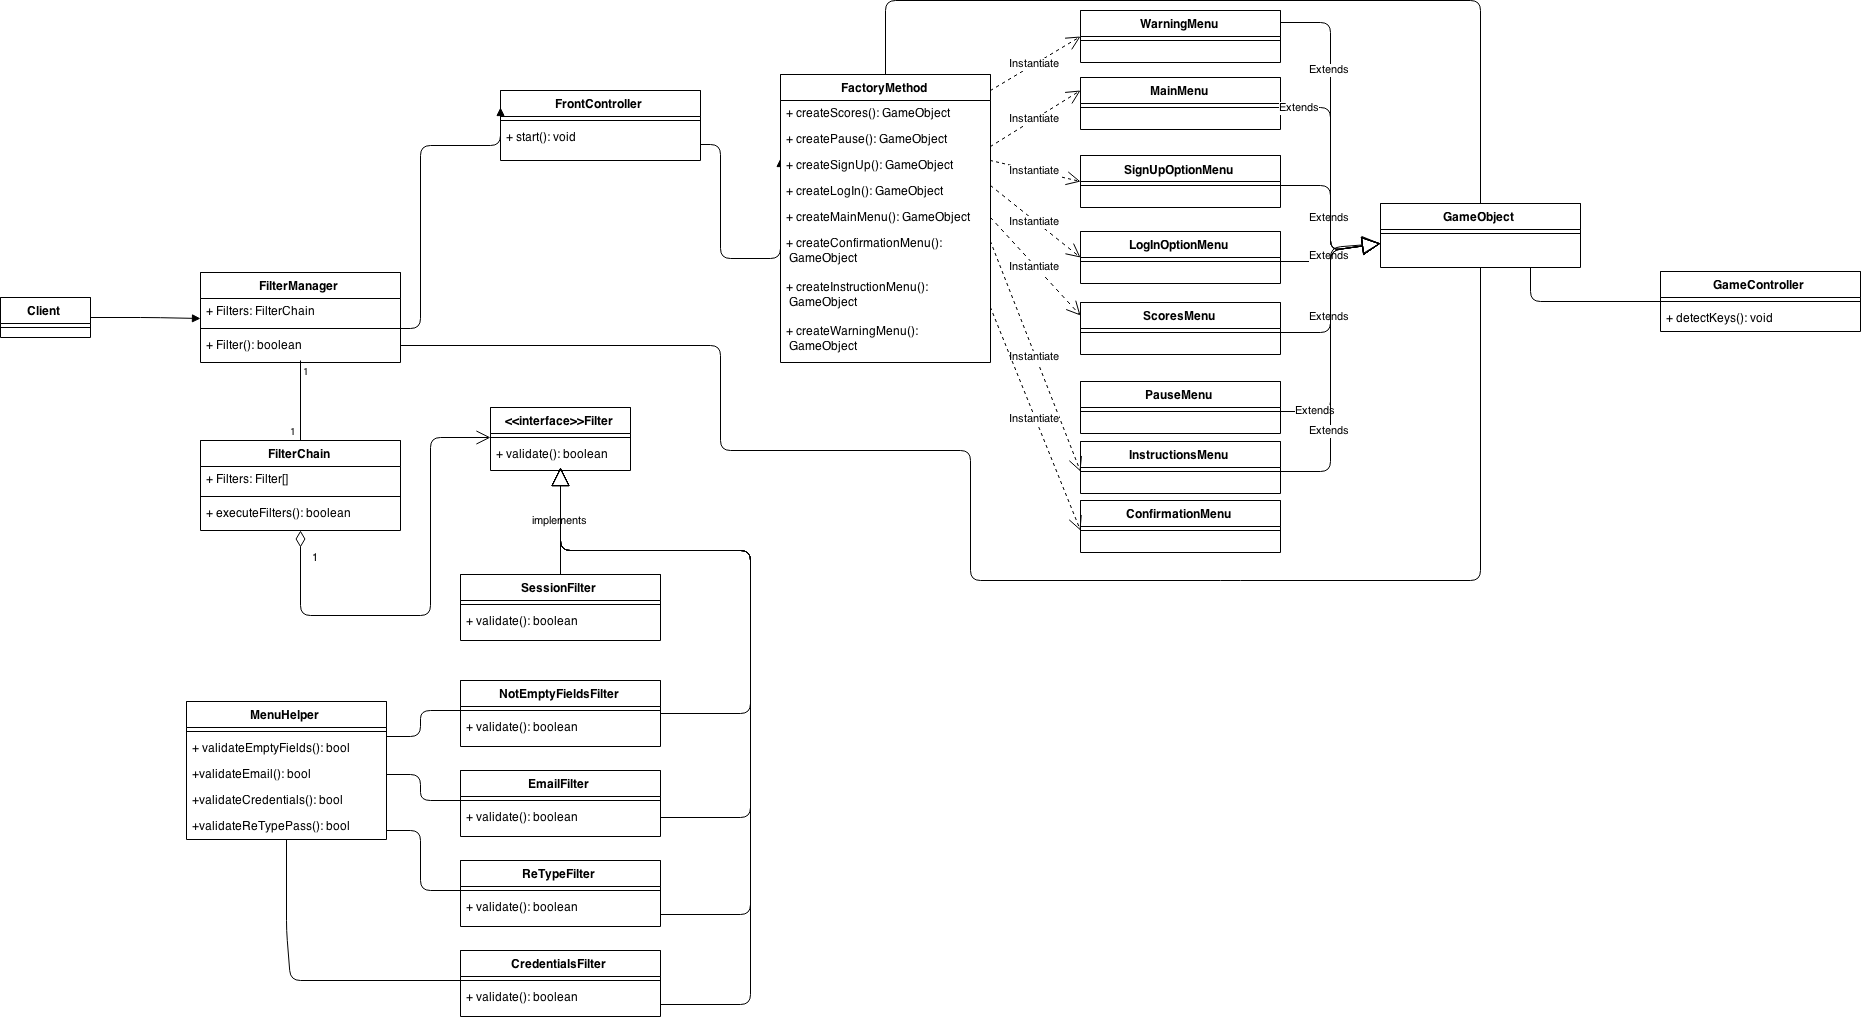 Client
FilterManager
+ Filters: FilterChain
+ Filter(): boolean
1
1
FilterChain
+ Filters: Filter[]
+ executeFilters(): boolean
1
FrontController
+ start(): void
<<interface>>Filter
+ validate(): boolean
implements
SessionFilter
+ validate(): boolean
NotEmptyFieldsFilter
+ validate(): boolean
EmailFilter
+ validate(): boolean
ReTypeFilter
+ validate(): boolean
CredentialsFilter
+ validate(): boolean
MenuHelper
+ validateEmptyFields(): bool
+validateEmail(): bool
+validateCredentials(): bool
+validateReTypePass(): bool
FactoryMethod
+ createScores(): GameObject
+ createPause(): GameObject
+ createSignUp(): GameObject
+ createLogIn(): GameObject
+ createMainMenu(): GameObject
+ createConfirmationMenu():
GameObject
+ createInstructionMenu():
GameObject
+ createWarningMenu():
GameObject
Instantiate
Instantiate
Instantiate
Instantiate
Instantiate
Instantiate
Instantiate
WarningMenu
MainMenu
SignUpOptionMenu
LogInOptionMenu
ScoresMenu
PauseMenu
InstructionsMenu
ConfirmationMenu
Extends
Extends
Extends
Extends
Extends
Extends
Extends
GameObject
GameController
+ detectKeys(): void